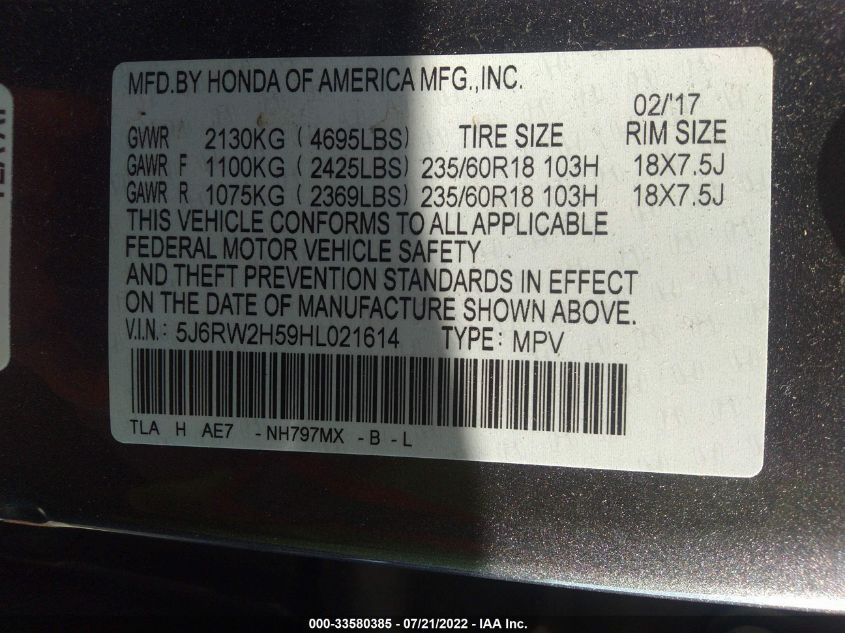 MFD.BY HONDA OF AMERICA MFG.,INC.
02/'17
GVWR 2130KG ( 4695LBS) TIRE SIZE RIM SIZE
GAWR F 1100KG ( 2425LBS) 235/60R18 103H 18X7.5J
GAWR R 1075KG ( 2369LBS) 235/60R18 103H 18X7.5J
THIS VEHICLE CONFORMS TO ALL APPLICABLE
FEDERAL MOTOR VEHICLE SAFETY
AND THEFT PREVENTION STANDARDS IN EFFECT
ON THE DATE OF MANUFACTURE SHOWN ABOVE.
V.I.N.: 5J6RW2H59HL021614 TYPE: MPV
TLA H AE7 -NH797MX -B-L
000-33580385 - 07/21/2022 - IAA Inc.